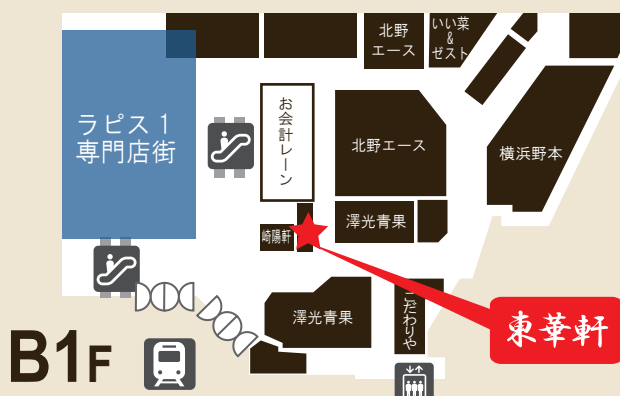 北野
エース
いい菜
&
ゼスト
ラピス1
専門店街
お会計レーン
北野エース
横浜野本
崎陽軒
澤光青果
澤光青果
こだわりや
東華軒
B1F